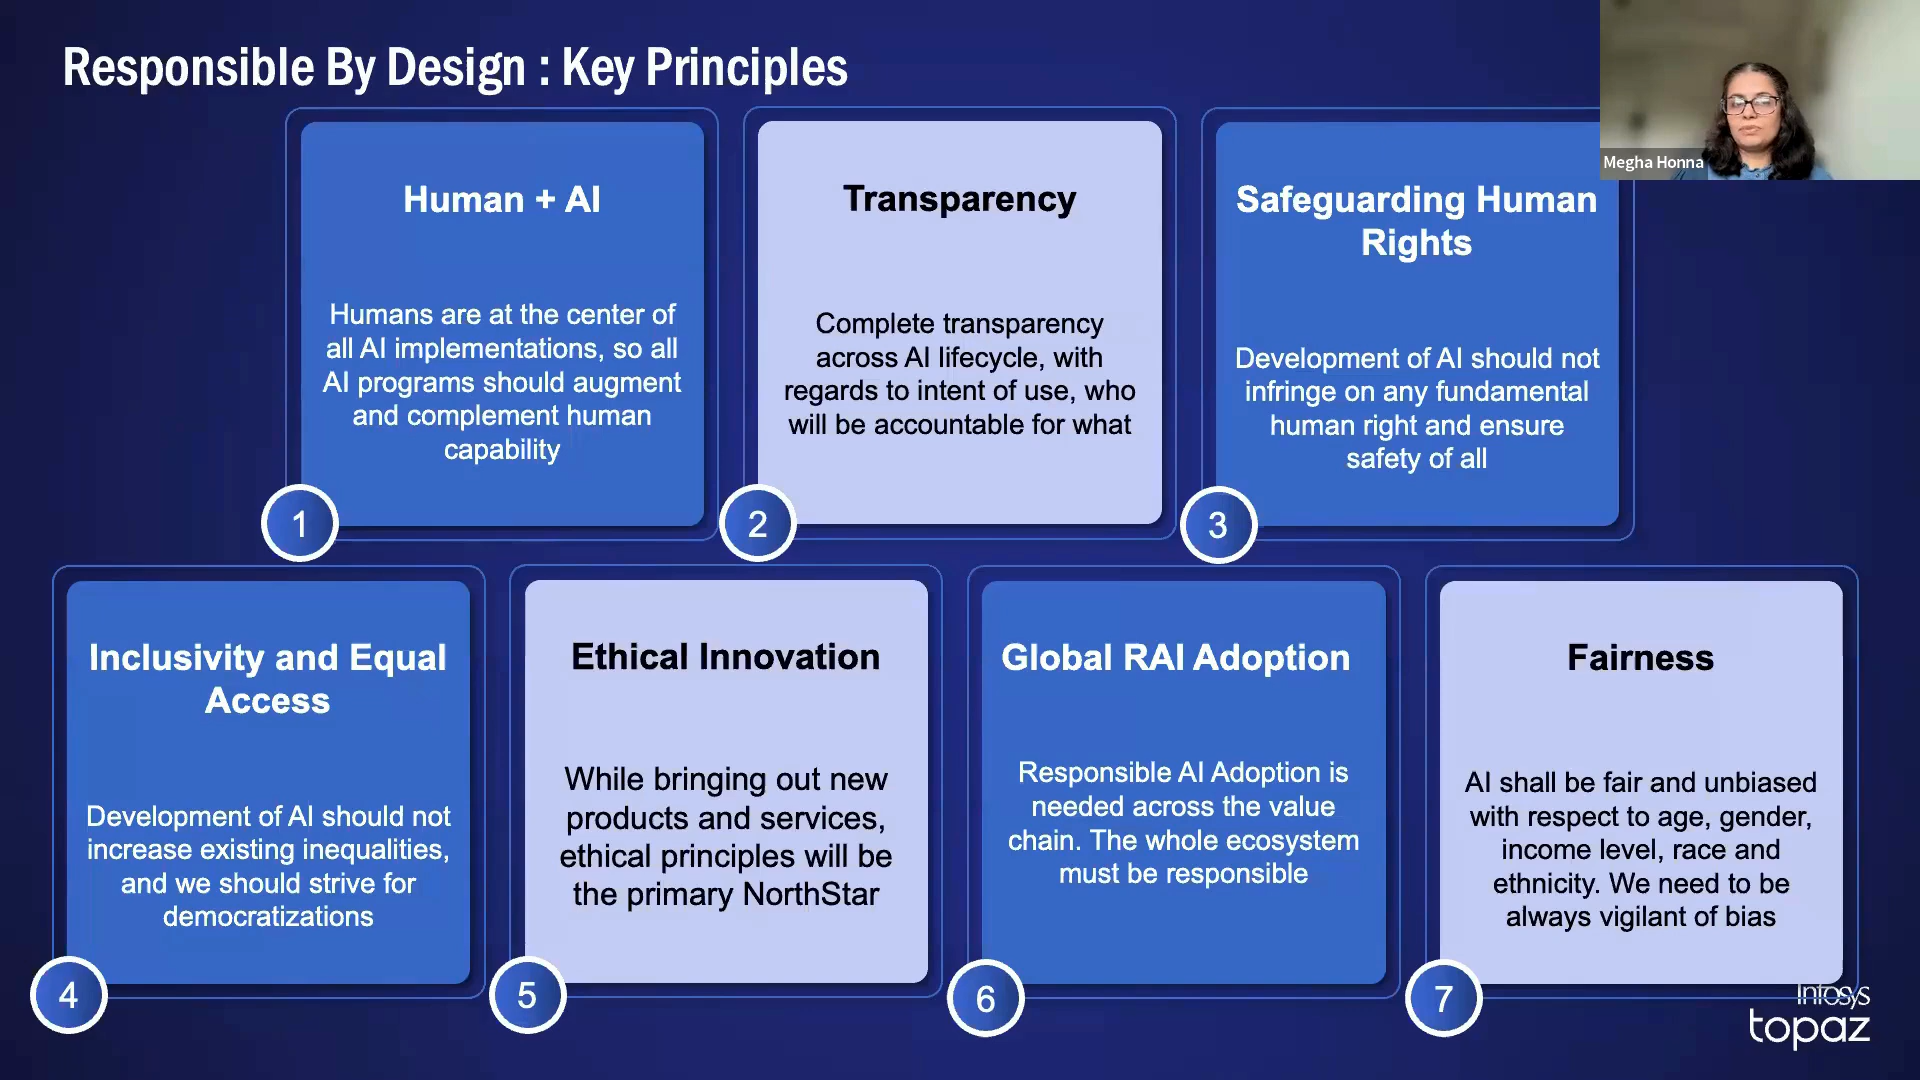 Responsible By Design : Key Principles
Megha Honna
Human + AI
Humans are at the center of
all AI implementations, so all
AI programs should augment
and complement human
capability
1
Transparency
Complete transparency
across AI lifecycle, with
regards to intent of use, who
will be accountable for what
2
Safeguarding Human
Rights
Development of AI should not
infringe on any fundamental
human right and ensure
safety of all
3
Inclusivity and Equal
Access
Development of AI should not
increase existing inequalities,
and we should strive for
democratizations
4
Ethical Innovation
While bringing out new
products and services,
ethical principles will be
the primary NorthStar
5
Global RAI Adoption
Responsible AI Adoption is
needed across the value
chain. The whole ecosystem
must be responsible
6
Fairness
AI shall be fair and unbiased
with respect to age, gender,
income level, race and
ethnicity. We need to be
always vigilant of bias
7
Infosys
topaz